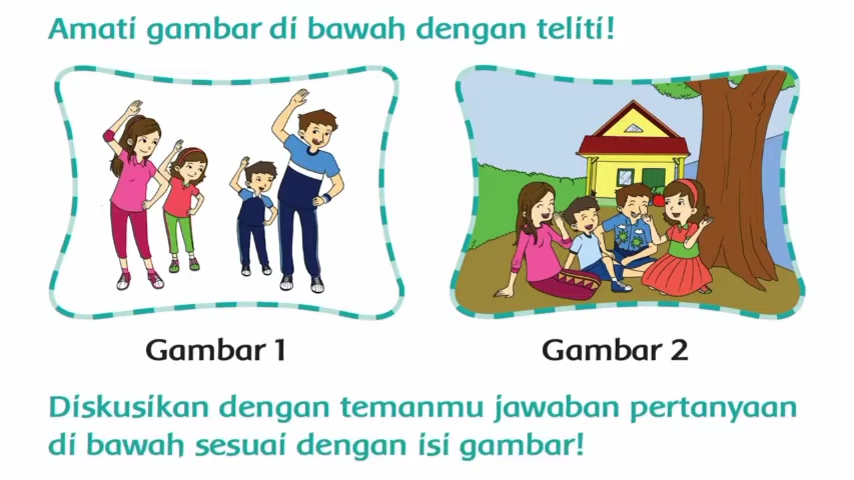 Amati gambar di bawah dengan teliti!
Gambar 1
Gambar 2
Diskusikan dengan temanmu jawaban pertanyaan
di bawah sesuai dengan isi gambar!